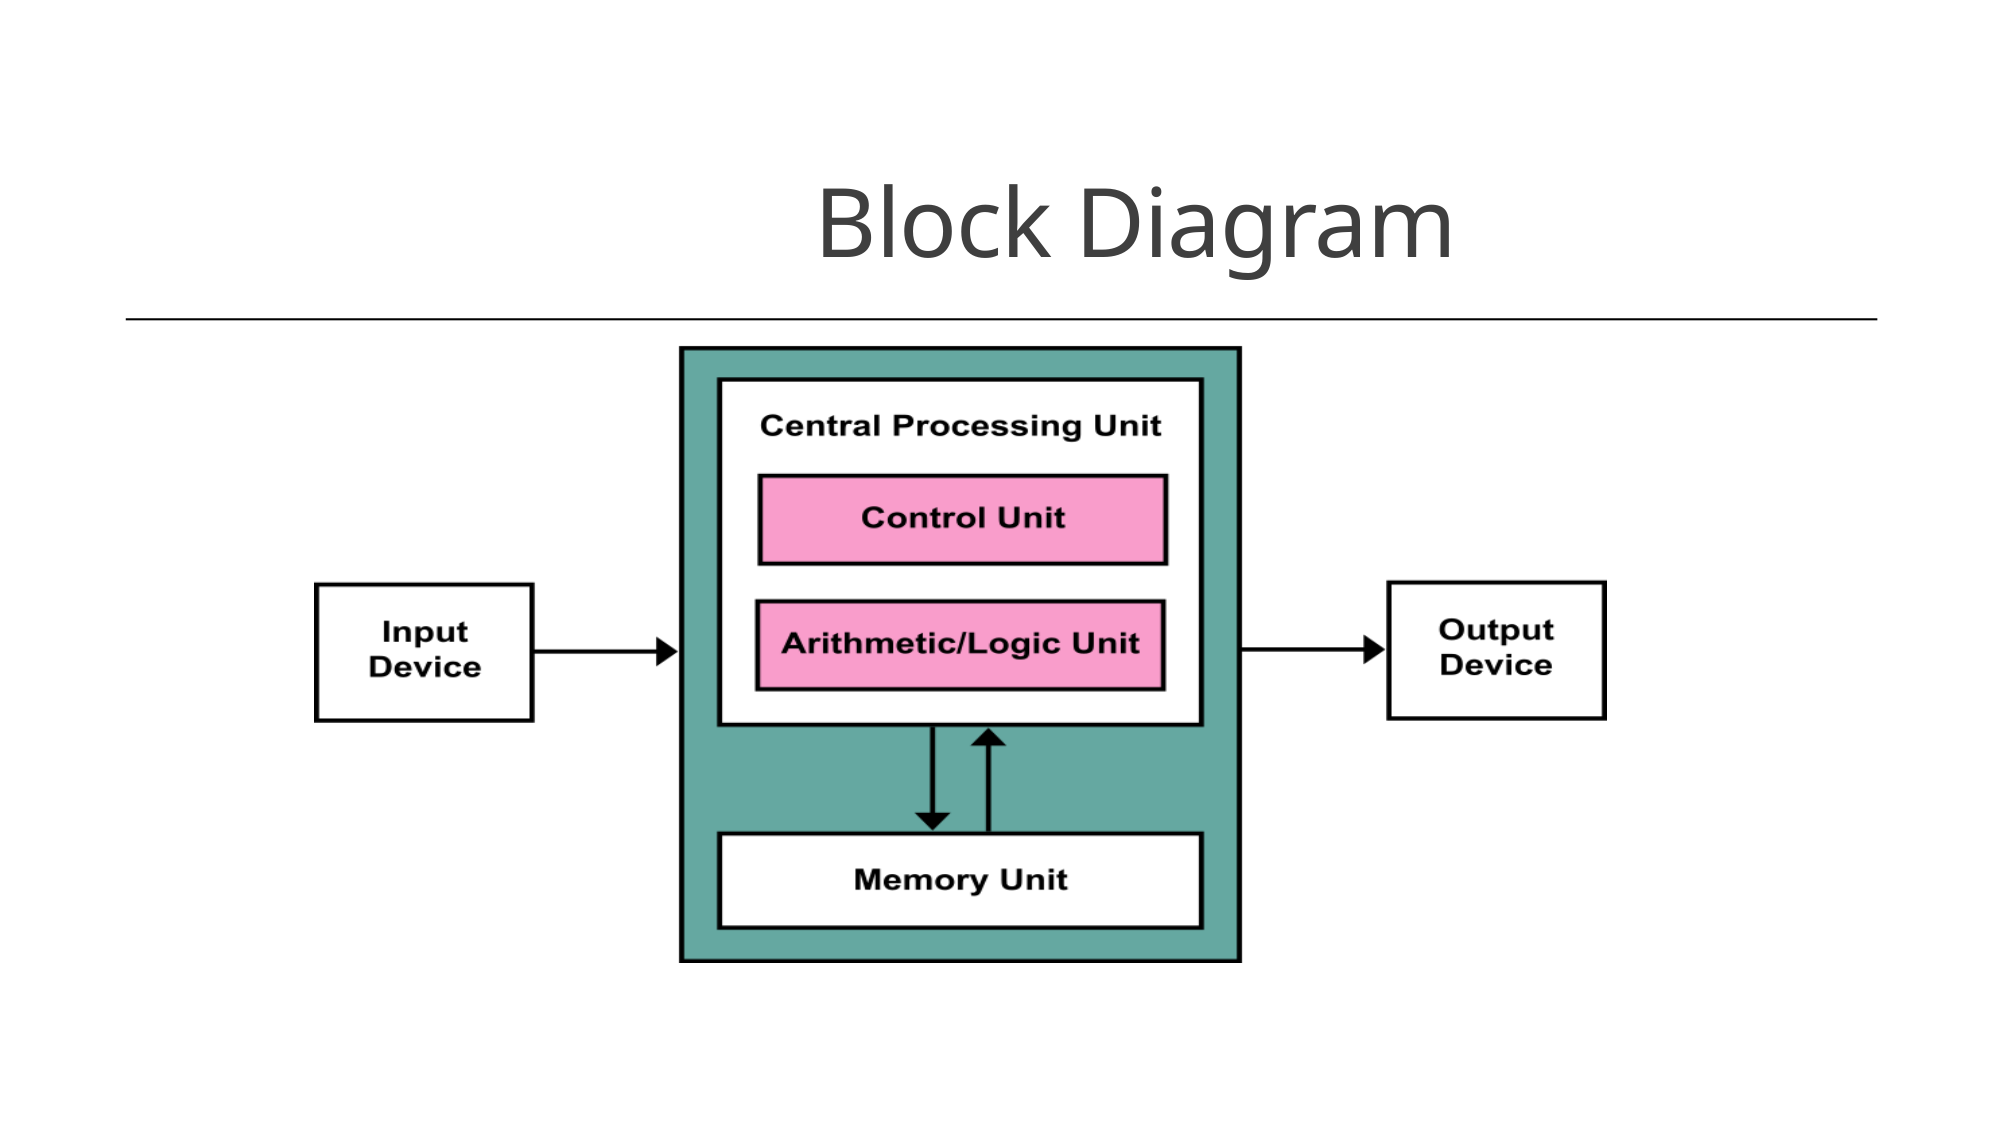 Block Diagram
Central Processing Unit
Control Unit
Arithmetic/Logic Unit
Input
Device
Output
Device
Memory Unit